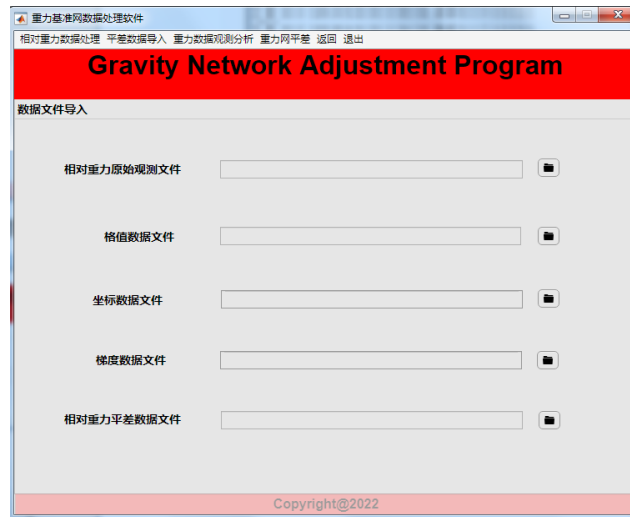 重力基准网数据处理软件
相对重力数据处理 平差数据导入 重力数据观测分析 重力网平差 返回 退出
Gravity Network Adjustment Program
数据文件导入
相对重力原始观测文件
格值数据文件
坐标数据文件
梯度数据文件
相对重力平差数据文件
Copyright@2022